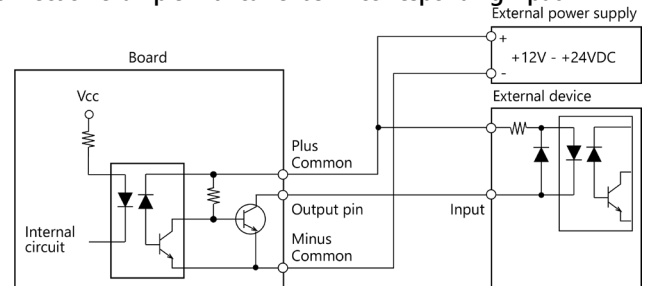 External power supply
+
+12V - +24VDC
-
Board
External device
Vcc
Plus
Common
Output pin
Input
Internal
circuit
Minus
Common